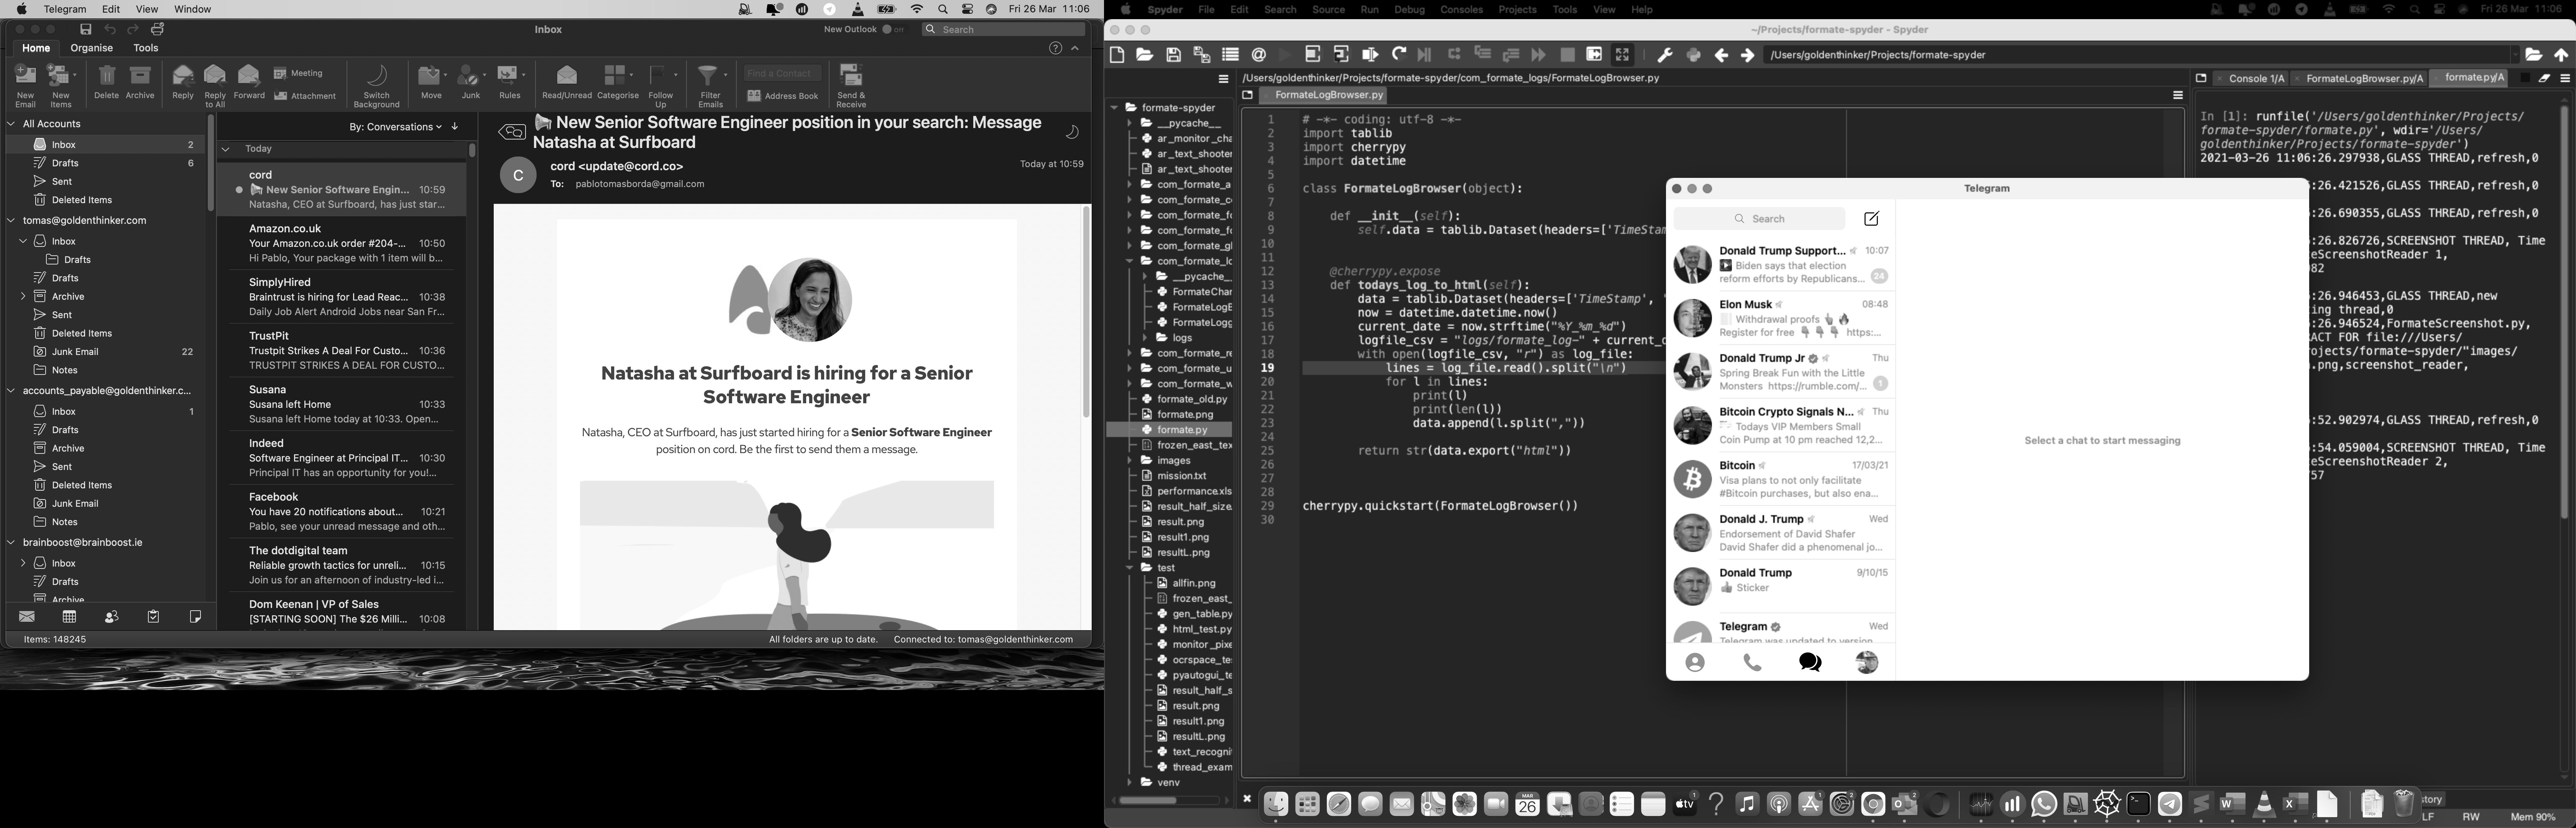 Telegram Edit View Window
Fri 26 Mar 11:06
Inbox
New Outlook
Search
Home Organise Tools
New Email
New Items
Delete
Archive
Reply
Reply to All
Forward
Meeting
Attachment
Switch Background
Move
Junk
Rules
Read/Unread
Categorise
Follow Up
Filter Emails
Find a Contact
Address Book
Send & Receive
All Accounts
Inbox 2
Drafts 6
Sent
Deleted Items
tomas@goldenthinker.com
Inbox
Drafts
Drafts
Archive
Sent
Deleted Items
Junk Email 22
Notes
accounts_payable@goldenthinker.c...
Inbox 1
Drafts
Archive
Sent
Deleted Items
Junk Email
Notes
brainboost@brainboost.ie
Inbox
Drafts
Archive
Items: 148245
By: Conversations
Today
cord
New Senior Software Engin... 10:59
Natasha, CEO at Surfboard, has just star...
Amazon.co.uk
Your Amazon.co.uk order #204-... 10:50
Hi Pablo, Your package with 1 item will b...
SimplyHired
Braintrust is hiring for Lead Reac... 10:38
Daily Job Alert Android Jobs near San Fr...
TrustPit
Trustpit Strikes A Deal For Custo... 10:36
TRUSTPIT STRIKES A DEAL FOR CUSTO...
Susana
Susana left Home 10:33
Susana left Home today at 10:33. Open...
Indeed
Software Engineer at Principal IT... 10:30
Principal IT has an opportunity for you!...
Facebook
You have 20 notifications about... 10:21
Pablo, see your unread message and oth...
The dotdigital team
Reliable growth tactics for unreli... 10:15
Join us for an afternoon of industry-led i...
Dom Keenan | VP of Sales
[STARTING SOON] The $26 Milli... 10:08
New Senior Software Engineer position in your search: Message
Natasha at Surfboard
C
cord <update@cord.co>
Today at 10:59
To: pablotomasborda@gmail.com
Natasha at Surfboard is hiring for a Senior
Software Engineer
Natasha, CEO at Surfboard, has just started hiring for a Senior Software Engineer
position on cord. Be the first to send them a message.
All folders are up to date. Connected to: tomas@goldenthinker.com
Spyder File Edit Search Source Run Debug Consoles Projects Tools View Help
Fri 26 Mar 11:06
~/Projects/formate-spyder - Spyder
/Users/goldenthinker/Projects/formate-spyder
/Users/goldenthinker/Projects/formate-spyder/com_formate_logs/FormateLogBrowser.py
FormateLogBrowser.py
formate-spyder
__pycache__
ar_monitor_cha
ar_text_shooter
ar_text_shooter
com_formate_a
com_formate_c
com_formate_fo
com_formate_fo
com_formate_gl
com_formate_lo
__pycache__
FormateChar
FormateLogE
FormateLogg
logs
com_formate_re
com_formate_u
com_formate_w
formate_old.py
formate.png
formate.py
frozen_east_tex
images
mission.txt
performance.xls
result_half_size.
result.png
result1.png
resultL.png
test
allfin.png
frozen_east_
gen_table.py
html_test.py
monitor_pixe
ocrspace_te
pyautogui_te
result_half_s
result.png
result1.png
resultL.png
text_recogni
thread_exam
venv
1 # -*- coding: utf-8 -*-
2 import tablib
3 import cherrypy
4 import datetime
5
6 class FormateLogBrowser(object):
7
8 def __init__(self):
9 self.data = tablib.Dataset(headers=['TimeStam
10
11
12 @cherrypy.expose
13 def todays_log_to_html(self):
14 data = tablib.Dataset(headers=['TimeStamp',
15 now = datetime.datetime.now()
16 current_date = now.strftime("%Y_%m_%d")
17 logfile_csv = "logs/formate_log-" + current_d
18 with open(logfile_csv, "r") as log_file:
19 lines = log_file.read().split("\n")
20 for l in lines:
21 print(l)
22 print(len(l))
23 data.append(l.split(","))
24
25 return str(data.export("html"))
26
27
28
29 cherrypy.quickstart(FormateLogBrowser())
30
Console 1/A FormateLogBrowser.py/A formate.py/A
In [1]: runfile('/Users/goldenthinker/Projects/
formate-spyder/formate.py', wdir='/Users/
goldenthinker/Projects/formate-spyder')
2021-03-26 11:06:26.297938,GLASS THREAD,refresh,0
:26.421526,GLASS THREAD,refresh,0
:26.690355,GLASS THREAD,refresh,0
:26.826726,SCREENSHOT THREAD, Time
eScreenshotReader 1,
82
:26.946453,GLASS THREAD,new
ing thread,0
:26.946524,FormateScreenshot.py,
ACT FOR file:///Users/
ojects/formate-spyder/"images/
.png,screenshot_reader,
:52.902974,GLASS THREAD,refresh,0
:54.059004,SCREENSHOT THREAD, Time
eScreenshotReader 2,
57
Telegram
Search
Donald Trump Support... 10:07
Biden says that election
reform efforts by Republicans... 24
Elon Musk 08:48
Withdrawal proofs
Register for free https:...
Donald Trump Jr Thu
Spring Break Fun with the Little
Monsters https://rumble.com/... 1
Bitcoin Crypto Signals N... Thu
Todays VIP Members Small
Coin Pump at 10 pm reached 12,2...
Bitcoin 17/03/21
Visa plans to not only facilitate
#Bitcoin purchases, but also ena...
Donald J. Trump Wed
Endorsement of David Shafer
David Shafer did a phenomenal jo...
Donald Trump 9/10/15
Sticker
Telegram Wed
Telegram was updated to version
Select a chat to start messaging
MAR
26
tv
story
LF RW Mem 90%